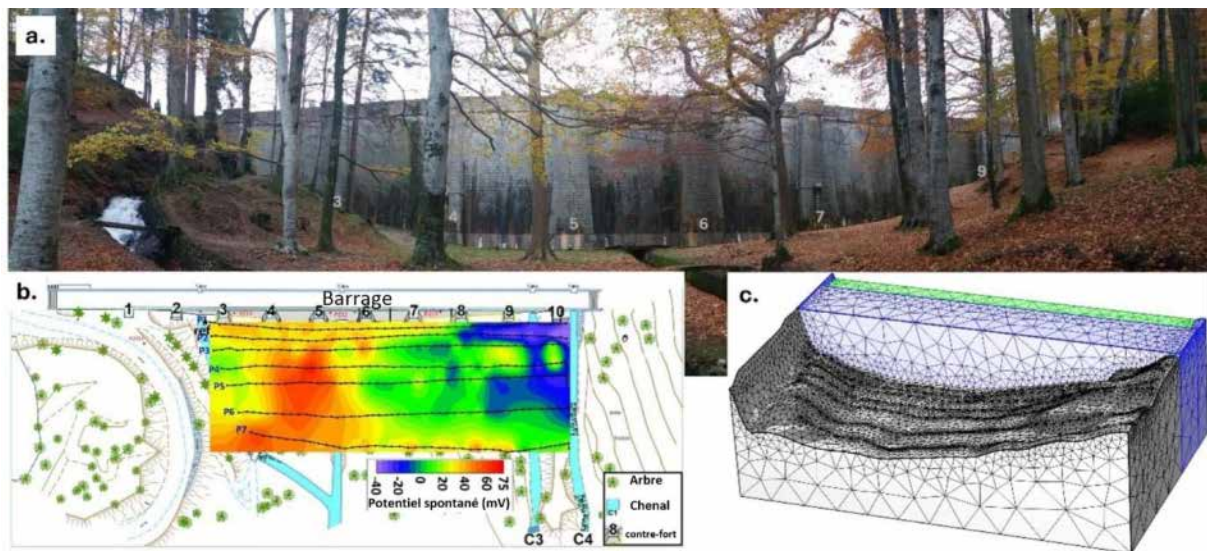 a.
3
4
5
6
7
9
b.
Barrage
1 2 3 4 5 6 7 8 9 10
P3
P4
P5
P6
P7
-40 -20 0 20 40 60 75
Potentiel spontané (mV)
Arbre
Chenal
C1
8 contre-fort
C3 C4
c.